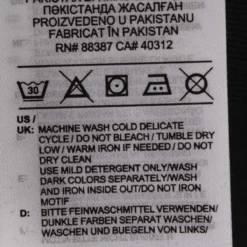 ПӘКІСТАНДА ЖАСАЛҒАН
PROIZVEDENO U PAKISTANU
FABRICAT ÎN PAKISTAN
RN# 88387 CA# 40312
30
US /
UK: MACHINE WASH COLD DELICATE
CYCLE / DO NOT BLEACH / TUMBLE DRY
LOW / WARM IRON IF NEEDED / DO NOT
DRY CLEAN
USE MILD DETERGENT ONLY/WASH
DARK COLORS SEPARATELY/WASH
AND IRON INSIDE OUT/DO NOT IRON
MOTIF
D: BITTE FEINWASCHMITTEL VERWENDEN/
DUNKLE FARBEN SEPARAT WASCHEN/
WASCHEN UND BUEGELN VON LINKS/